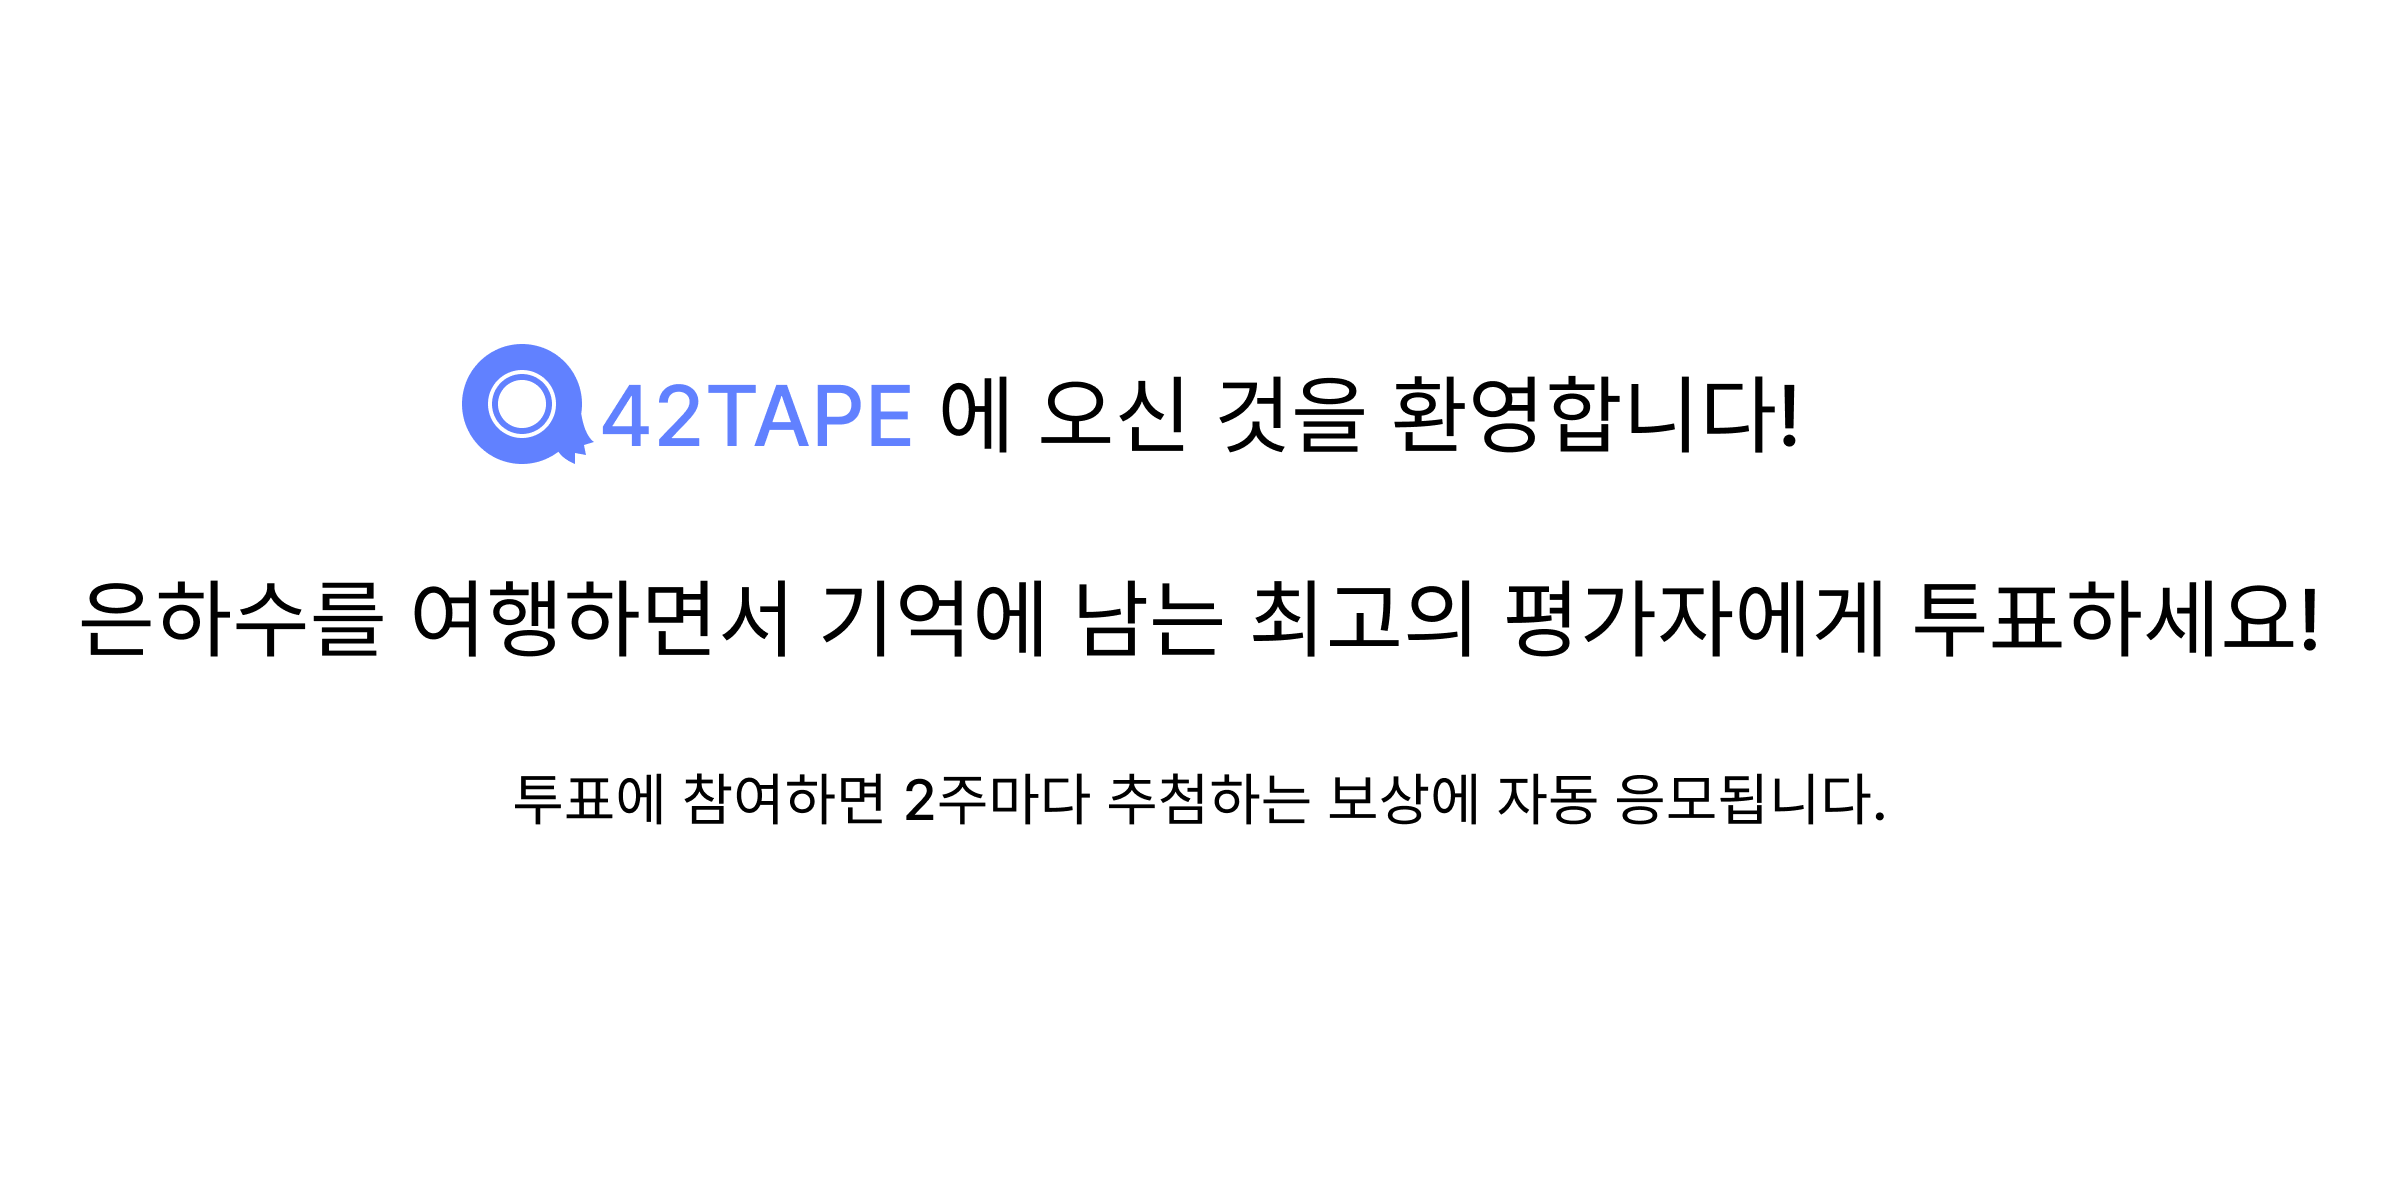 42TAPE 에 오신 것을 환영합니다!
은하수를 여행하면서 기억에 남는 최고의 평가자에게 투표하세요!
투표에 참여하면 2주마다 추첨하는 보상에 자동 응모됩니다.